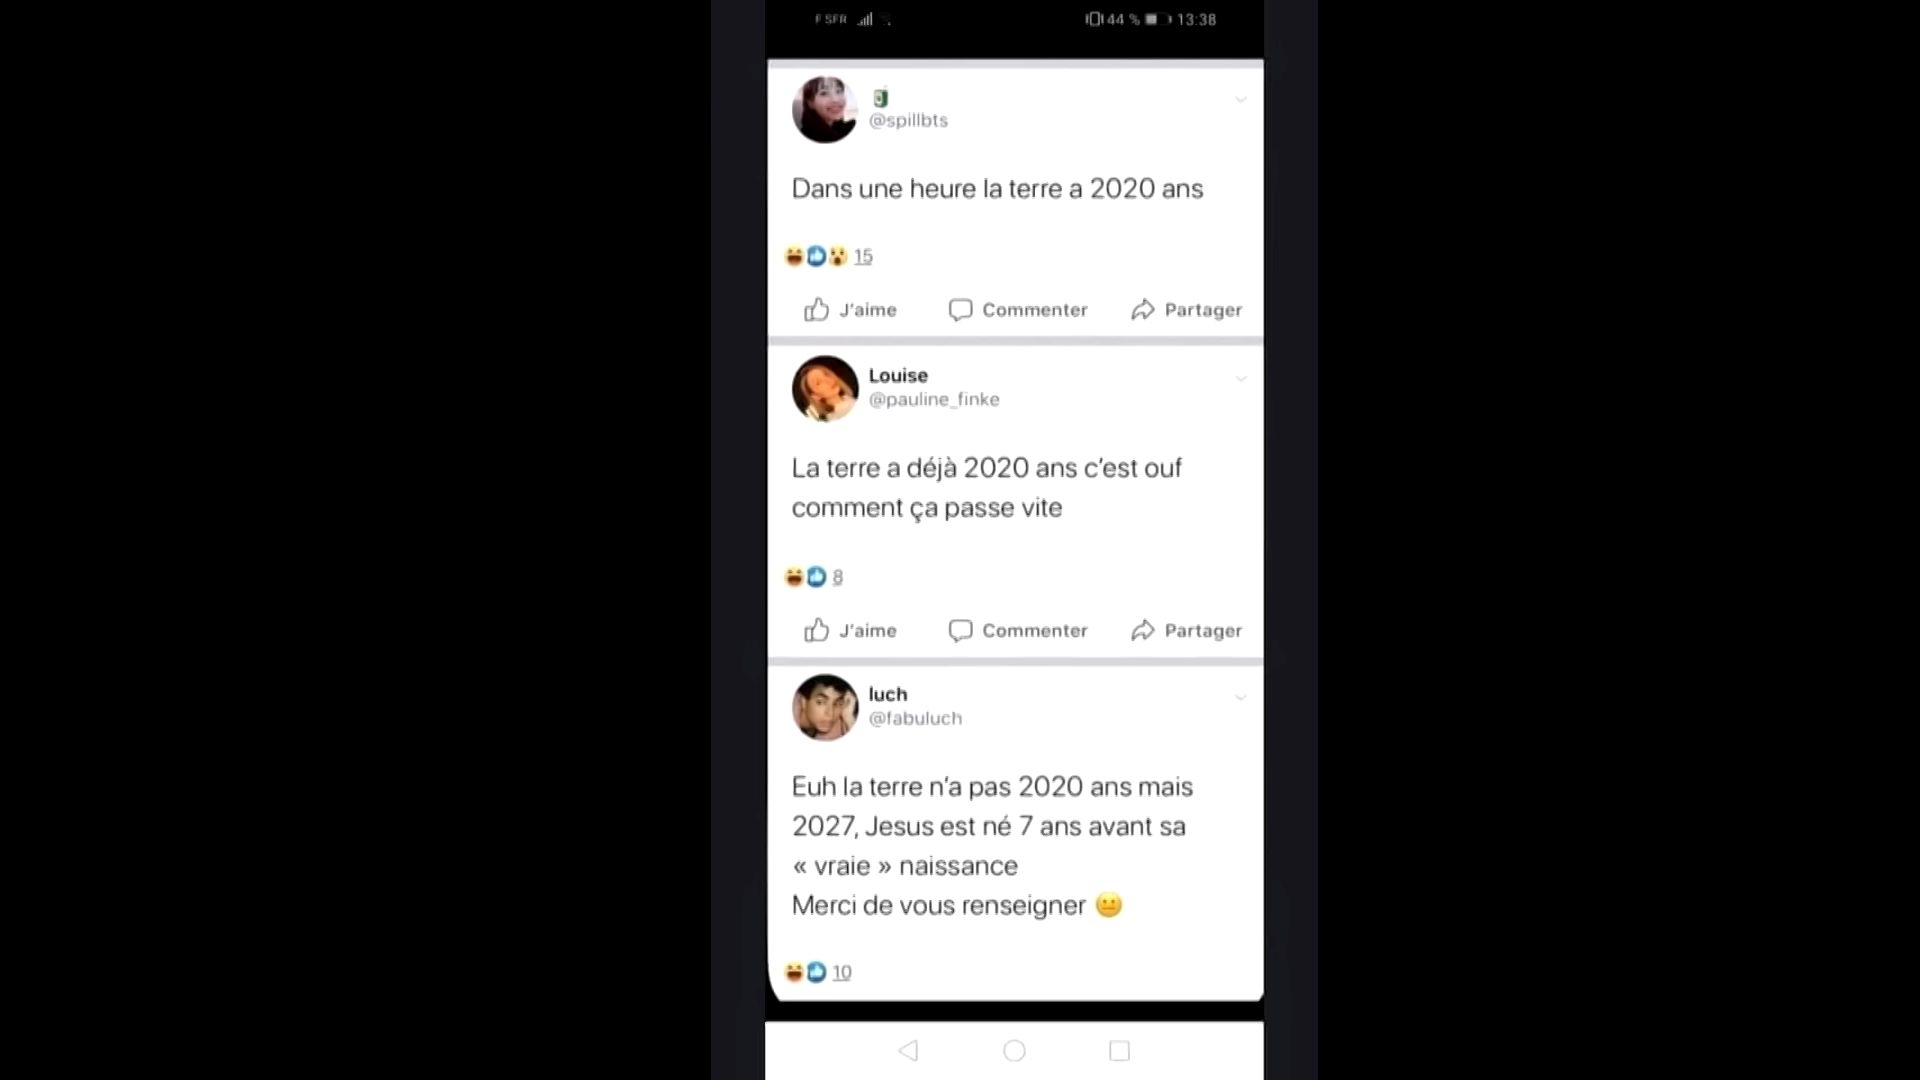 F SFR 44 % 13:38
@spillbts
Dans une heure la terre a 2020 ans
15
J'aime Commenter Partager
Louise
@pauline_finke
La terre a déjà 2020 ans c'est ouf
comment ça passe vite
8
J'aime Commenter Partager
luch
@fabuluch
Euh la terre n'a pas 2020 ans mais
2027, Jesus est né 7 ans avant sa
« vraie » naissance
Merci de vous renseigner 😐
10